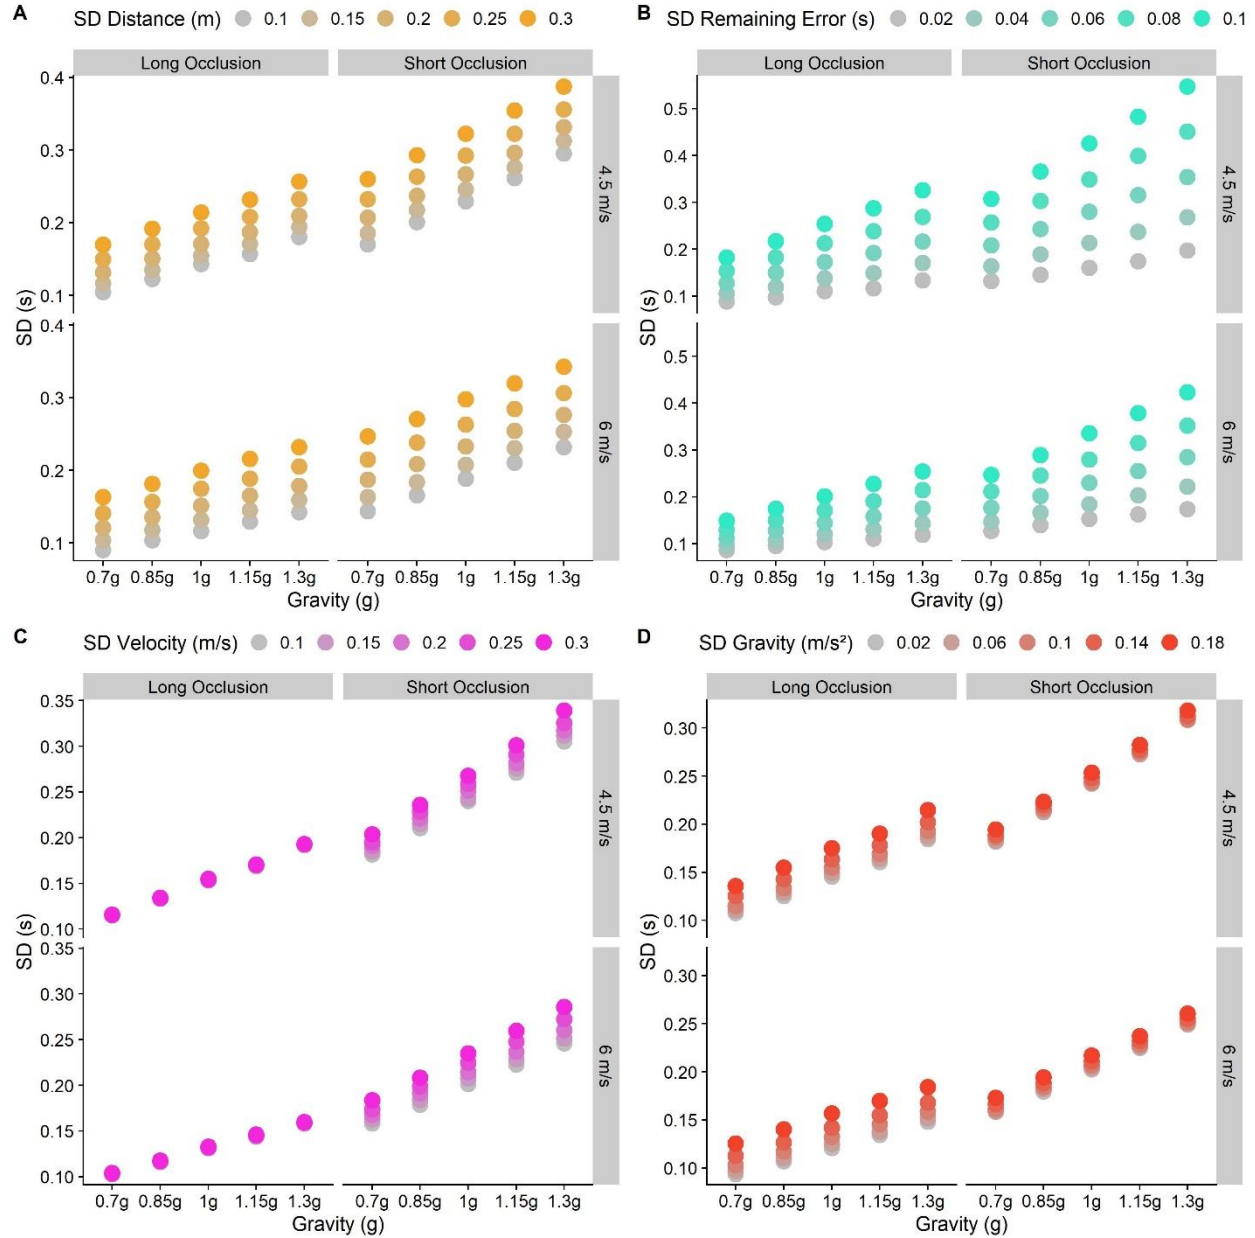 A SD Distance (m) 0.1 0.15 0.2 0.25 0.3
Long Occlusion Short Occlusion
0.4
0.3
0.2
0.1
4.5 m/s
SD (s)
0.4
0.3
0.2
0.1
6 m/s
0.7g 0.85g 1g 1.15g 1.3g 0.7g 0.85g 1g 1.15g 1.3g
Gravity (g)
B SD Remaining Error (s) 0.02 0.04 0.06 0.08 0.1
Long Occlusion Short Occlusion
0.5
0.4
0.3
0.2
0.1
4.5 m/s
SD (s)
0.5
0.4
0.3
0.2
0.1
6 m/s
0.7g 0.85g 1g 1.15g 1.3g 0.7g 0.85g 1g 1.15g 1.3g
Gravity (g)
C SD Velocity (m/s) 0.1 0.15 0.2 0.25 0.3
Long Occlusion Short Occlusion
0.35
0.30
0.25
0.20
0.15
0.10
4.5 m/s
SD (s)
0.35
0.30
0.25
0.20
0.15
0.10
6 m/s
0.7g 0.85g 1g 1.15g 1.3g 0.7g 0.85g 1g 1.15g 1.3g
Gravity (g)
D SD Gravity (m/s²) 0.02 0.06 0.1 0.14 0.18
Long Occlusion Short Occlusion
0.30
0.25
0.20
0.15
0.10
4.5 m/s
SD (s)
0.30
0.25
0.20
0.15
0.10
6 m/s
0.7g 0.85g 1g 1.15g 1.3g 0.7g 0.85g 1g 1.15g 1.3g
Gravity (g)